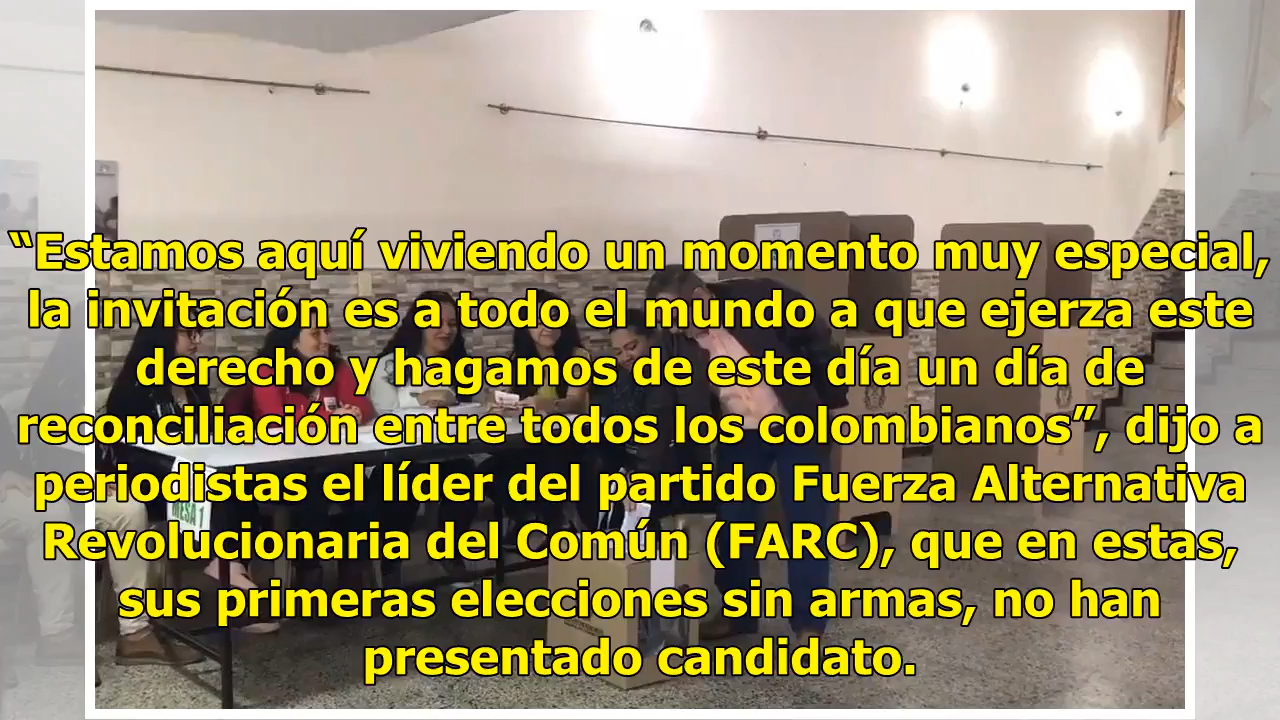 “Estamos aquí viviendo un momento muy especial,
la invitación es a todo el mundo a que ejerza este
derecho y hagamos de este día un día de
reconciliación entre todos los colombianos”, dijo a
periodistas el líder del partido Fuerza Alternativa
Revolucionaria del Común (FARC), que en estas,
sus primeras elecciones sin armas, no han
presentado candidato.
MESA 1